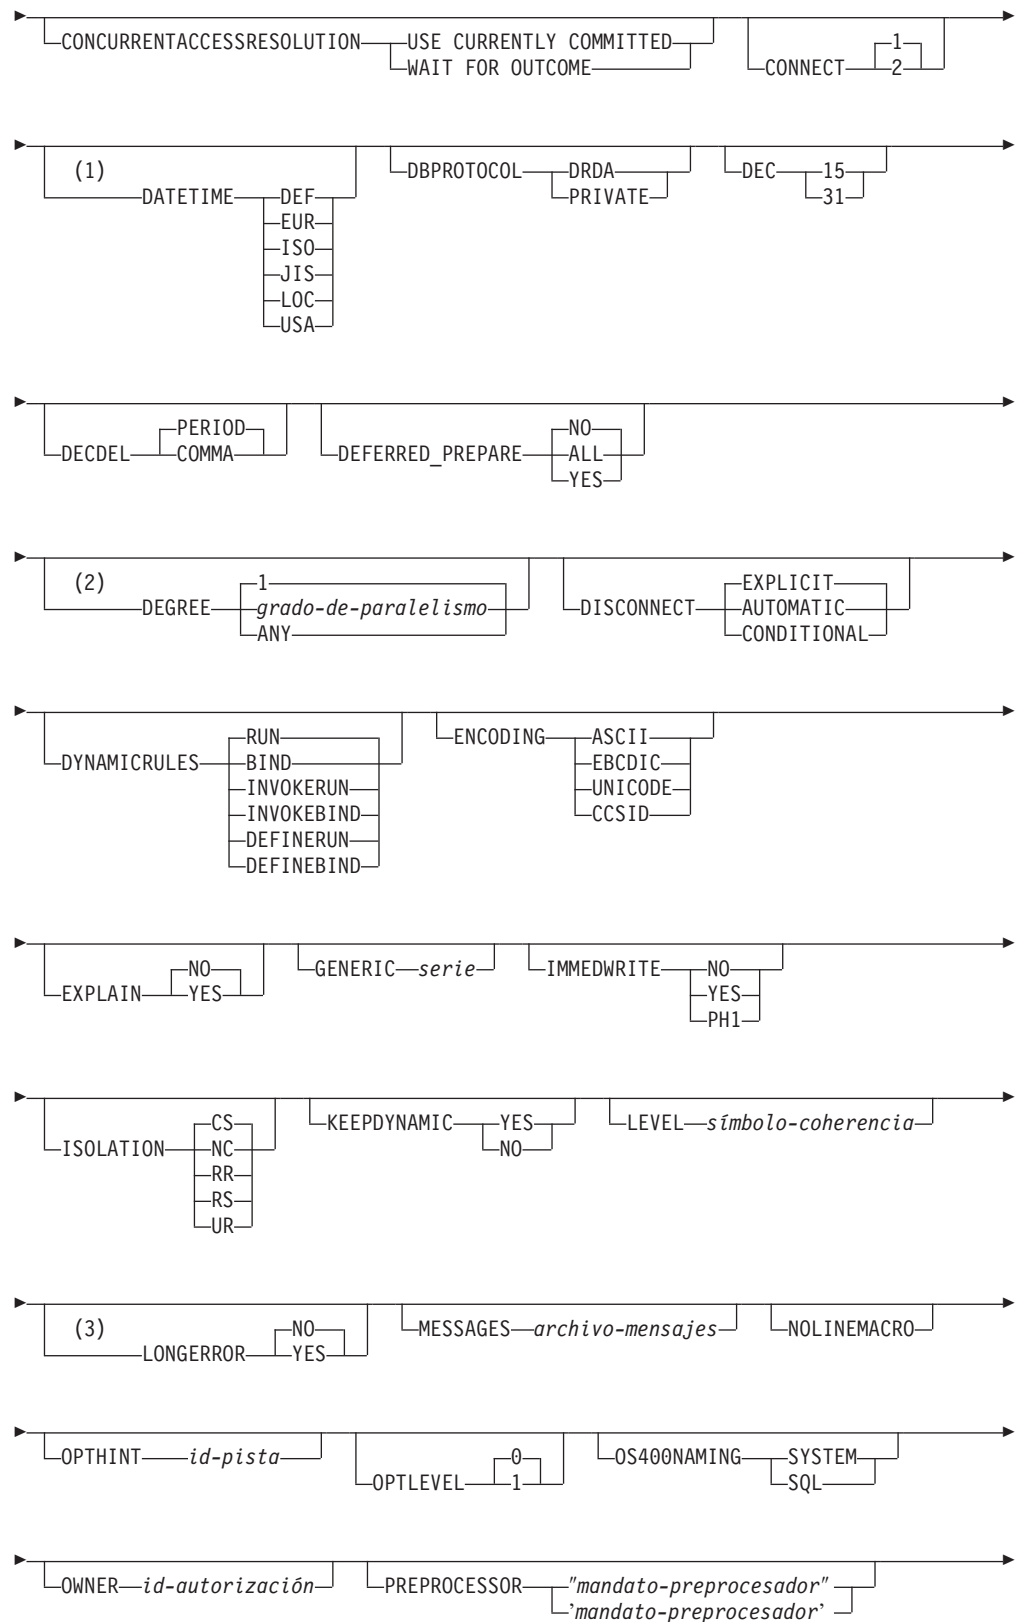 CONCURRENTACCESSRESOLUTION USE CURRENTLY COMMITTED
WAIT FOR OUTCOME
CONNECT 1
2
(1)
DATETIME DEF
EUR
ISO
JIS
LOC
USA
DBPROTOCOL DRDA
PRIVATE
DEC 15
31
DECDEL PERIOD
COMMA
DEFERRED_PREPARE NO
ALL
YES
(2)
DEGREE 1
grado-de-paralelismo
ANY
DISCONNECT EXPLICIT
AUTOMATIC
CONDITIONAL
DYNAMICRULES RUN
BIND
INVOKERUN
INVOKEBIND
DEFINERUN
DEFINEBIND
ENCODING ASCII
EBCDIC
UNICODE
CCSID
EXPLAIN NO
YES
GENERIC serie
IMMEDWRITE NO
YES
PH1
ISOLATION CS
NC
RR
RS
UR
KEEPDYNAMIC YES
NO
LEVEL símbolo-coherencia
(3)
LONGERROR NO
YES
MESSAGES archivo-mensajes
NOLINEMACRO
OPTHINT id-pista
OPTLEVEL 0
1
OS400NAMING SYSTEM
SQL
OWNER id-autorización
PREPROCESSOR "mandato-preprocesador"
'mandato-preprocesador'